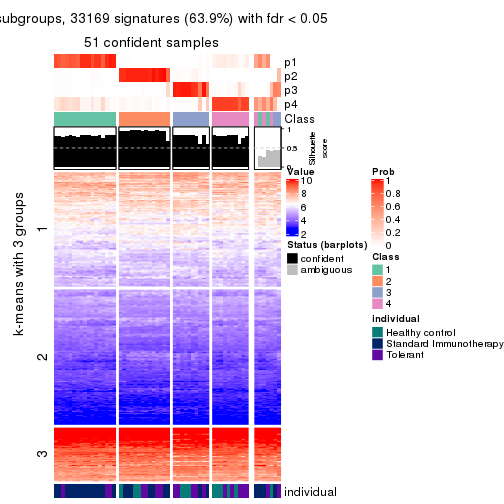 subgroups, 33169 signatures (63.9%) with fdr < 0.05
51 confident samples
p1
p2
p3
p4
Class
1
0.5
0
Silhouette
score
k-means with 3 groups
1
2
3
individual
Value
10
8
6
4
2
Status (barplots)
confident
ambiguous
Prob
1
0.8
0.6
0.4
0.2
0
Class
1
2
3
4
individual
Healthy control
Standard Immunotherapy
Tolerant